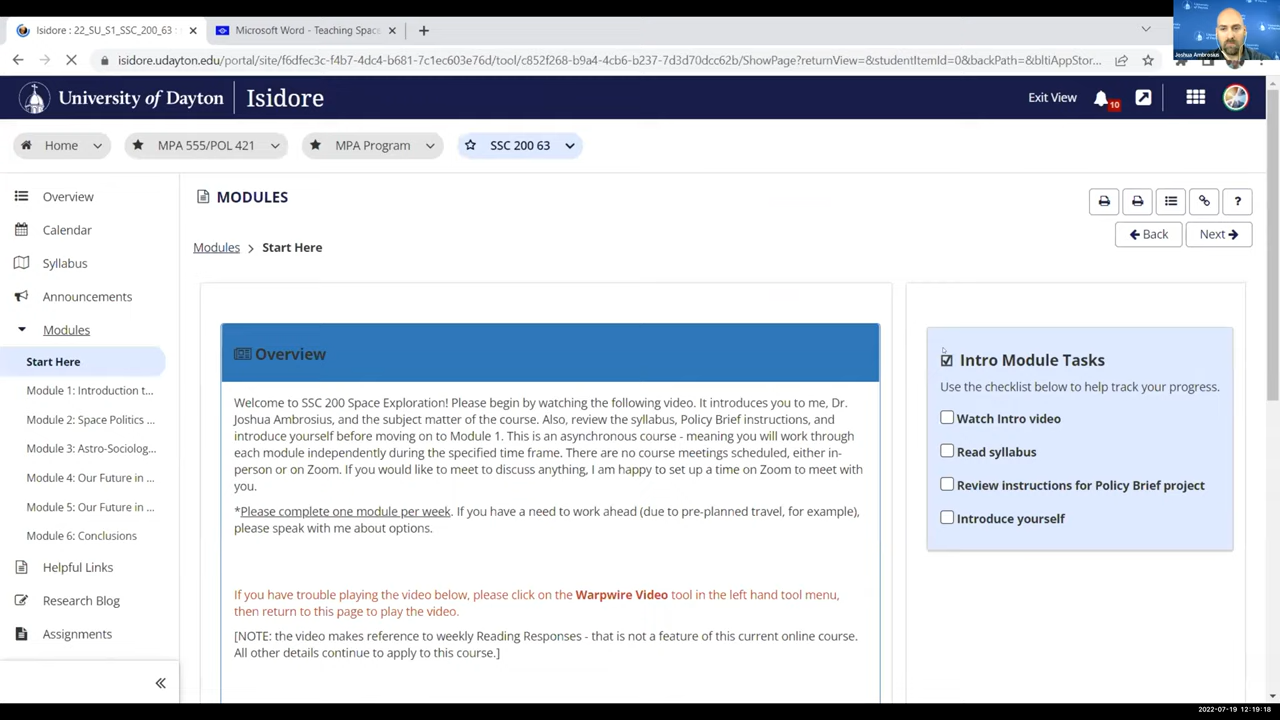 Isidore : 22_SU_S1_SSC_200_63 :
Microsoft Word - Teaching Space
isidore.udayton.edu/portal/site/f6dfec3c-f4b7-4dc4-b681-7c1ec603
852f268-b9a4-4cb6-b237-7d3d70dcc62b/ShowPage?returnView=&studentItemId=0&backPath=&bltiAppStor...
Joshua Ambrosius
University of Dayton
Isidore
Exit View
10
Home
MPA 555/POL 421
MPA Program
SSC 200 63
Overview
Calendar
Syllabus
Announcements
Modules
Start Here
Module 1: Introduction t...
Module 2: Space Politics ...
Module 3: Astro-Sociolog...
Module 4: Our Future in ...
Module 5: Our Future in ...
Module 6: Conclusions
Helpful Links
Research Blog
Assignments
MODULES
?
Back
Next
Modules > Start Here
Overview
Welcome to SSC 200 Space Exploration! Please begin by watching the following video. It introduces you to me, Dr.
Joshua Ambrosius, and the subject matter of the course. Also, review the syllabus, Policy Brief instructions, and
introduce yourself before moving on to Module 1. This is an asynchronous course - meaning you will work through
each module independently during the specified time frame. There are no course meetings scheduled, either in-
person or on Zoom. If you would like to meet to discuss anything, I am happy to set up a time on Zoom to meet with
you.
*Please complete one module per week. If you have a need to work ahead (due to pre-planned travel, for example),
please speak with me about options.
If you have trouble playing the video below, please click on the Warpwire Video tool in the left hand tool menu,
then return to this page to play the video.
[NOTE: the video makes reference to weekly Reading Responses - that is not a feature of this current online course.
All other details continue to apply to this course.]
Intro Module Tasks
Use the checklist below to help track your progress.
Watch Intro video
Read syllabus
Review instructions for Policy Brief project
Introduce yourself
2022-07-19 12:19:18